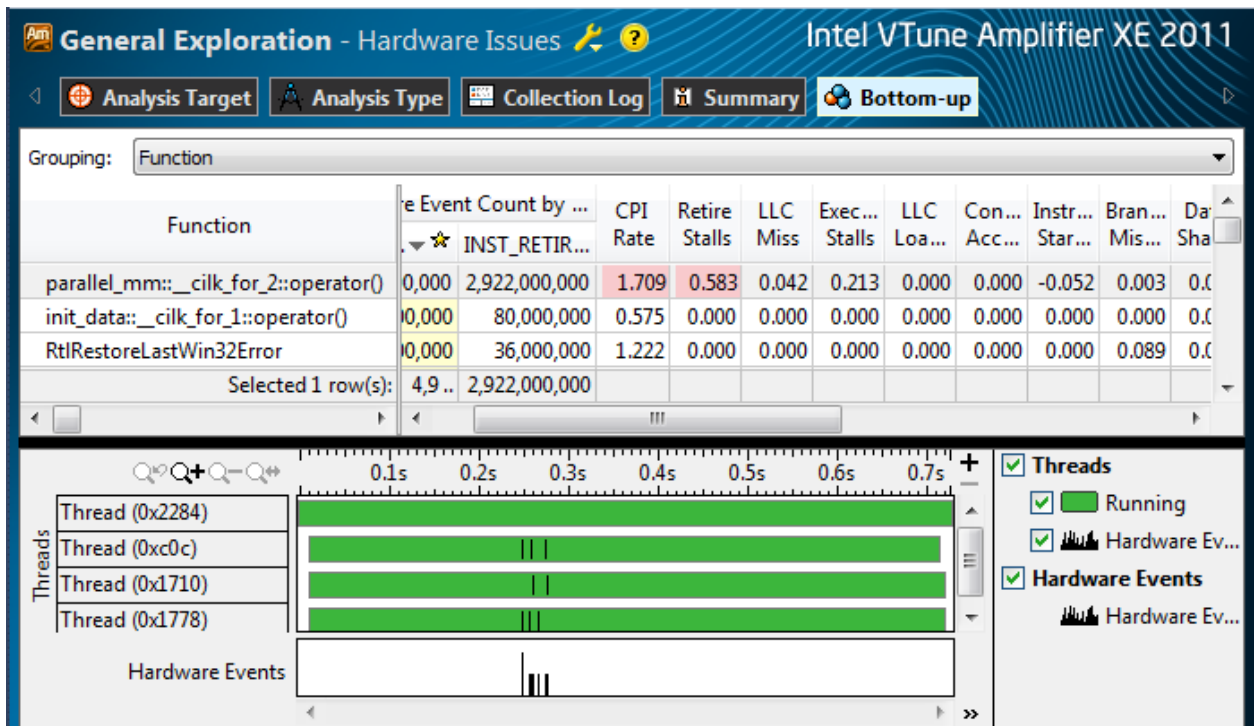 General Exploration - Hardware Issues ? Intel VTune Amplifier XE 2011
Analysis Target Analysis Type Collection Log Summary Bottom-up
Grouping: Function
Function
re Event Count by ...
. INST_RETIR...
CPI Rate
Retire Stalls
LLC Miss
Exec... Stalls
LLC Loa...
Con... Acc...
Instr... Star...
Bran... Mis...
Da Sha
parallel_mm::__cilk_for_2::operator() 0,000 2,922,000,000 1.709 0.583 0.042 0.213 0.000 0.000 -0.052 0.003 0.0
init_data::__cilk_for_1::operator() 00,000 80,000,000 0.575 0.000 0.000 0.000 0.000 0.000 0.000 0.000 0.0
RtlRestoreLastWin32Error 00,000 36,000,000 1.222 0.000 0.000 0.000 0.000 0.000 0.000 0.089 0.0
Selected 1 row(s): 4,9 .. 2,922,000,000
0.1s 0.2s 0.3s 0.4s 0.5s 0.6s 0.7s
Threads
Thread (0x2284)
Thread (0xc0c)
Thread (0x1710)
Thread (0x1778)
Hardware Events
Threads
Running
Hardware Ev...
Hardware Events
Hardware Ev...